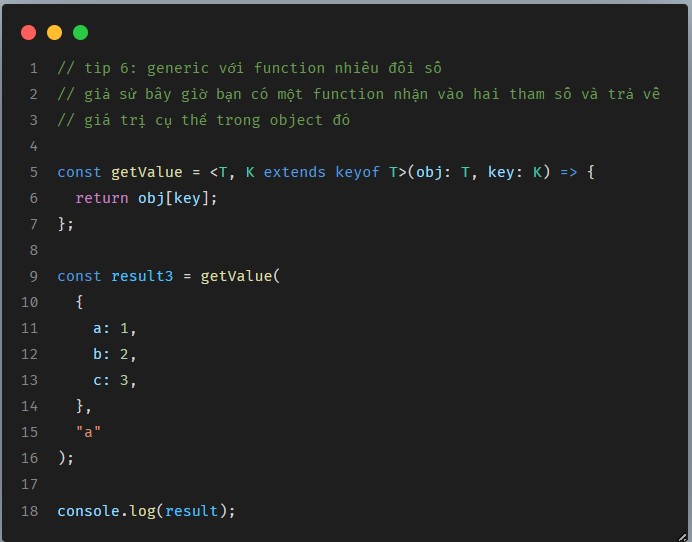 1 // tip 6: generic với function nhiều đối số
2 // giả sử bây giờ bạn có một function nhận vào hai tham số và trả về
3 // giá trị cụ thể trong object đó
4
5 const getValue = <T, K extends keyof T>(obj: T, key: K) => {
6   return obj[key];
7 };
8
9 const result3 = getValue(
10   {
11     a: 1,
12     b: 2,
13     c: 3,
14   },
15   "a"
16 );
17
18 console.log(result);